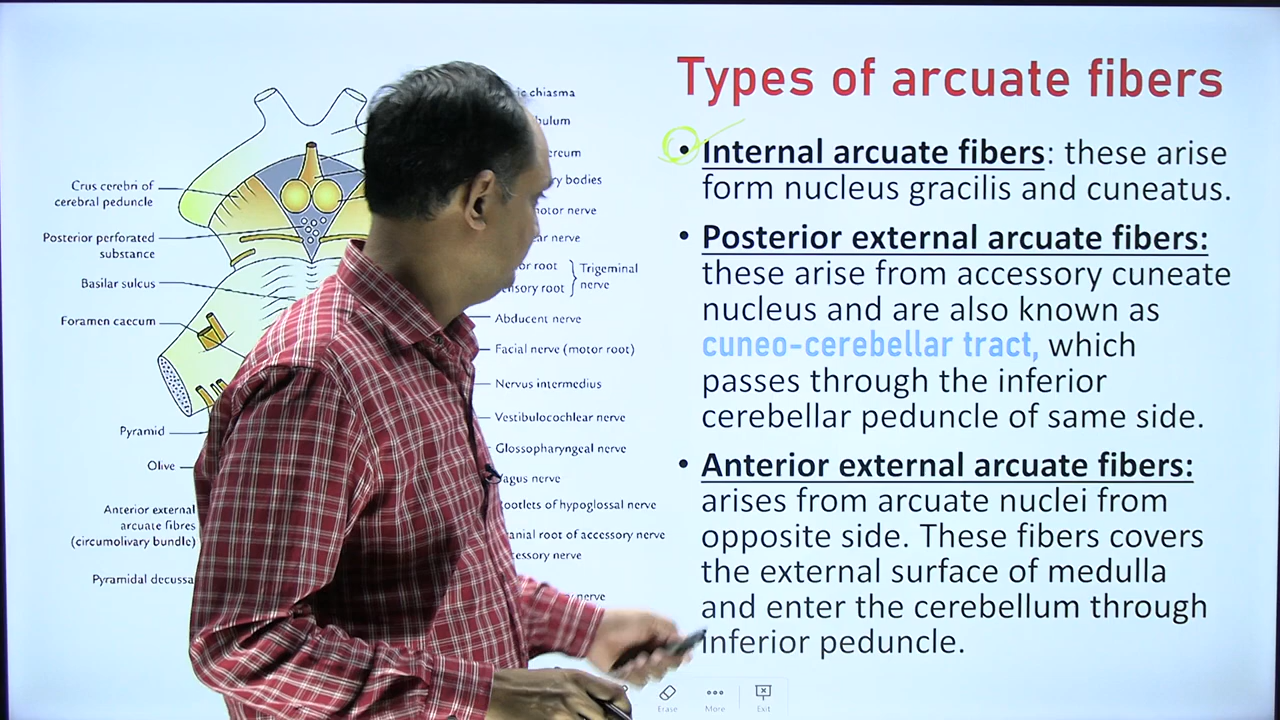 Types of arcuate fibers
• Internal arcuate fibers: these arise
form nucleus gracilis and cuneatus.
• Posterior external arcuate fibers:
these arise from accessory cuneate
nucleus and are also known as
cuneo-cerebellar tract, which
passes through the inferior
cerebellar peduncle of same side.
• Anterior external arcuate fibers:
arises from arcuate nuclei from
opposite side. These fibers covers
the external surface of medulla
and enter the cerebellum through
inferior peduncle.
Crus cerebri of
cerebral peduncle
Posterior perforated
substance
Basilar sulcus
Foramen caecum
Pyramid
Olive
Anterior external
arcuate fibres
(circumolivary bundle)
Pyramidal decussa
chiasma
bodies
nerve
nerve
root
root
Trigeminal
nerve
Abducent nerve
Facial nerve (motor root)
Nervus intermedius
Vestibulocochlear nerve
Glossopharyngeal nerve
agus nerve
ootlets of hypoglossal nerve
anial root of accessory nerve
cessory nerve
nerve
Erase
More
Exit